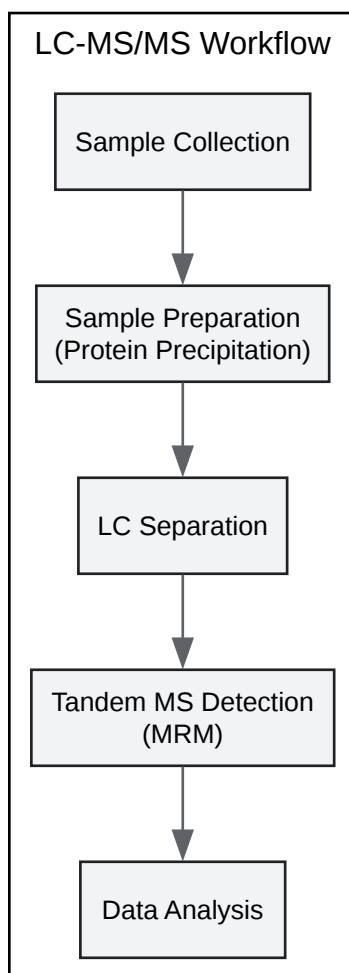 LC-MS/MS Workflow
Sample Collection
Sample Preparation
(Protein Precipitation)
LC Separation
Tandem MS Detection
(MRM)
Data Analysis